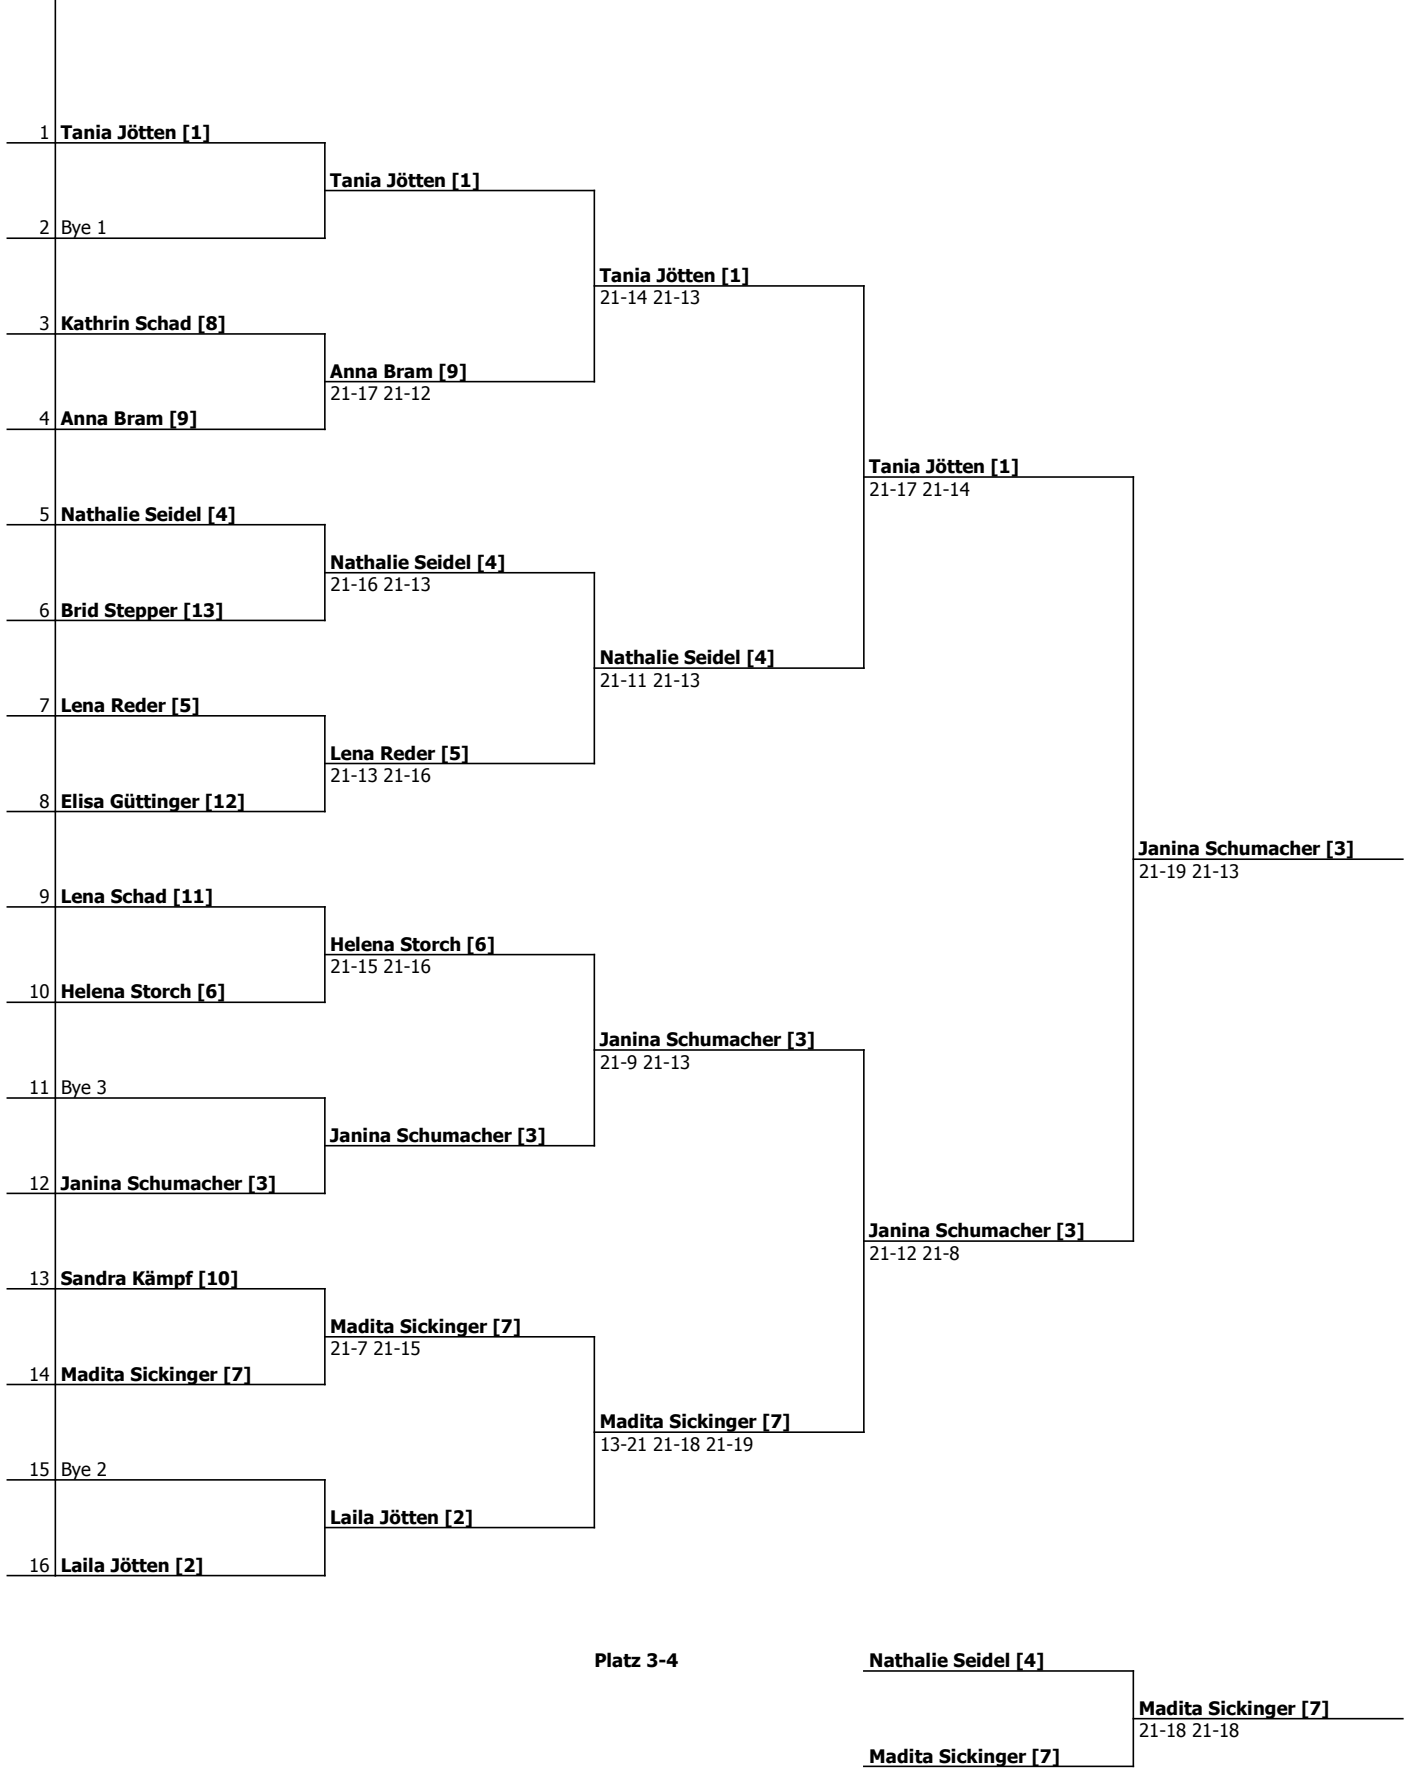 1 Tania Jötten [1]
Tania Jötten [1]
2 Bye 1
Tania Jötten [1]
21-14 21-13
3 Kathrin Schad [8]
Anna Bram [9]
21-17 21-12
4 Anna Bram [9]
Tania Jötten [1]
21-17 21-14
5 Nathalie Seidel [4]
Nathalie Seidel [4]
21-16 21-13
6 Brid Stepper [13]
Nathalie Seidel [4]
21-11 21-13
7 Lena Reder [5]
Lena Reder [5]
21-13 21-16
8 Elisa Güttinger [12]
Janina Schumacher [3]
21-19 21-13
9 Lena Schad [11]
Helena Storch [6]
21-15 21-16
10 Helena Storch [6]
Janina Schumacher [3]
21-9 21-13
11 Bye 3
Janina Schumacher [3]
12 Janina Schumacher [3]
Janina Schumacher [3]
21-12 21-8
13 Sandra Kämpf [10]
Madita Sickinger [7]
21-7 21-15
14 Madita Sickinger [7]
Madita Sickinger [7]
13-21 21-18 21-19
15 Bye 2
Laila Jötten [2]
16 Laila Jötten [2]
Platz 3-4
Nathalie Seidel [4]
Madita Sickinger [7]
21-18 21-18
Madita Sickinger [7]